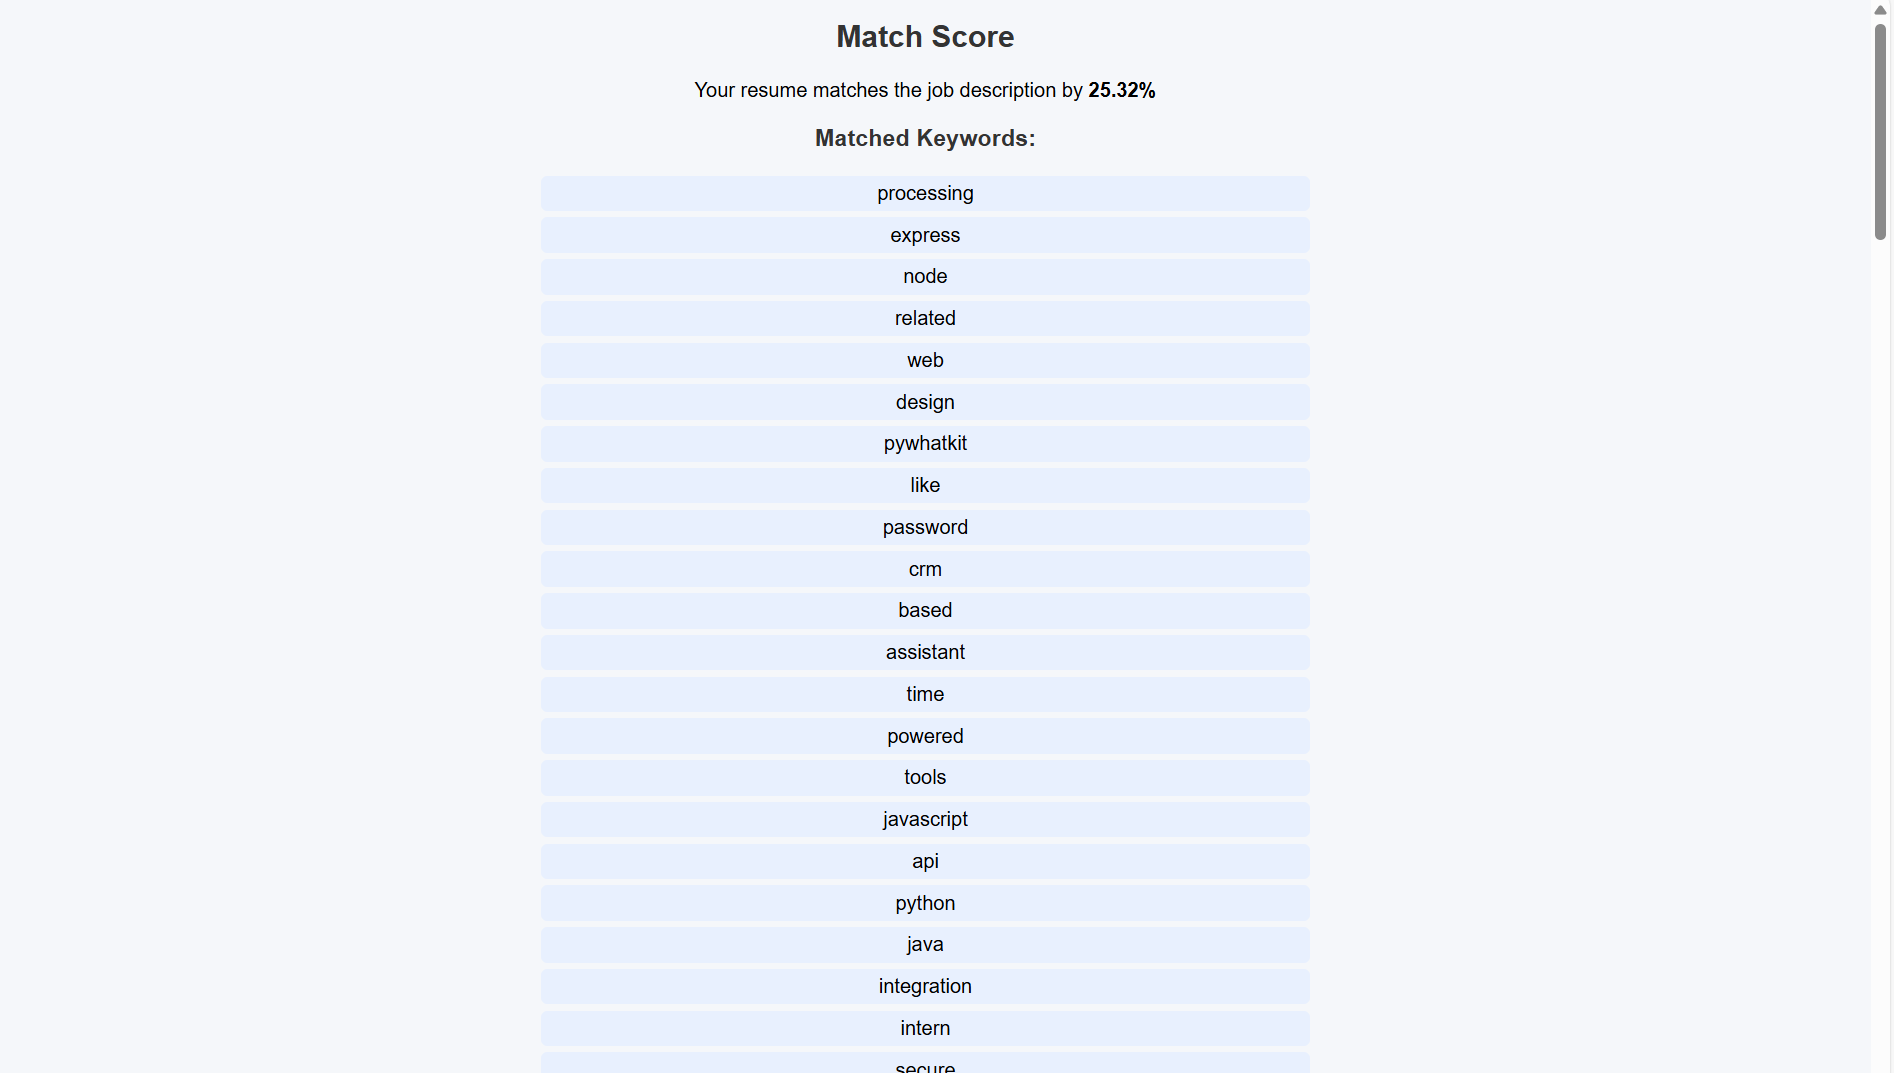 Match Score
Your resume matches the job description by 25.32%
Matched Keywords:
processing
express
node
related
web
design
pywhatkit
like
password
crm
based
assistant
time
powered
tools
javascript
api
python
java
integration
intern
secure